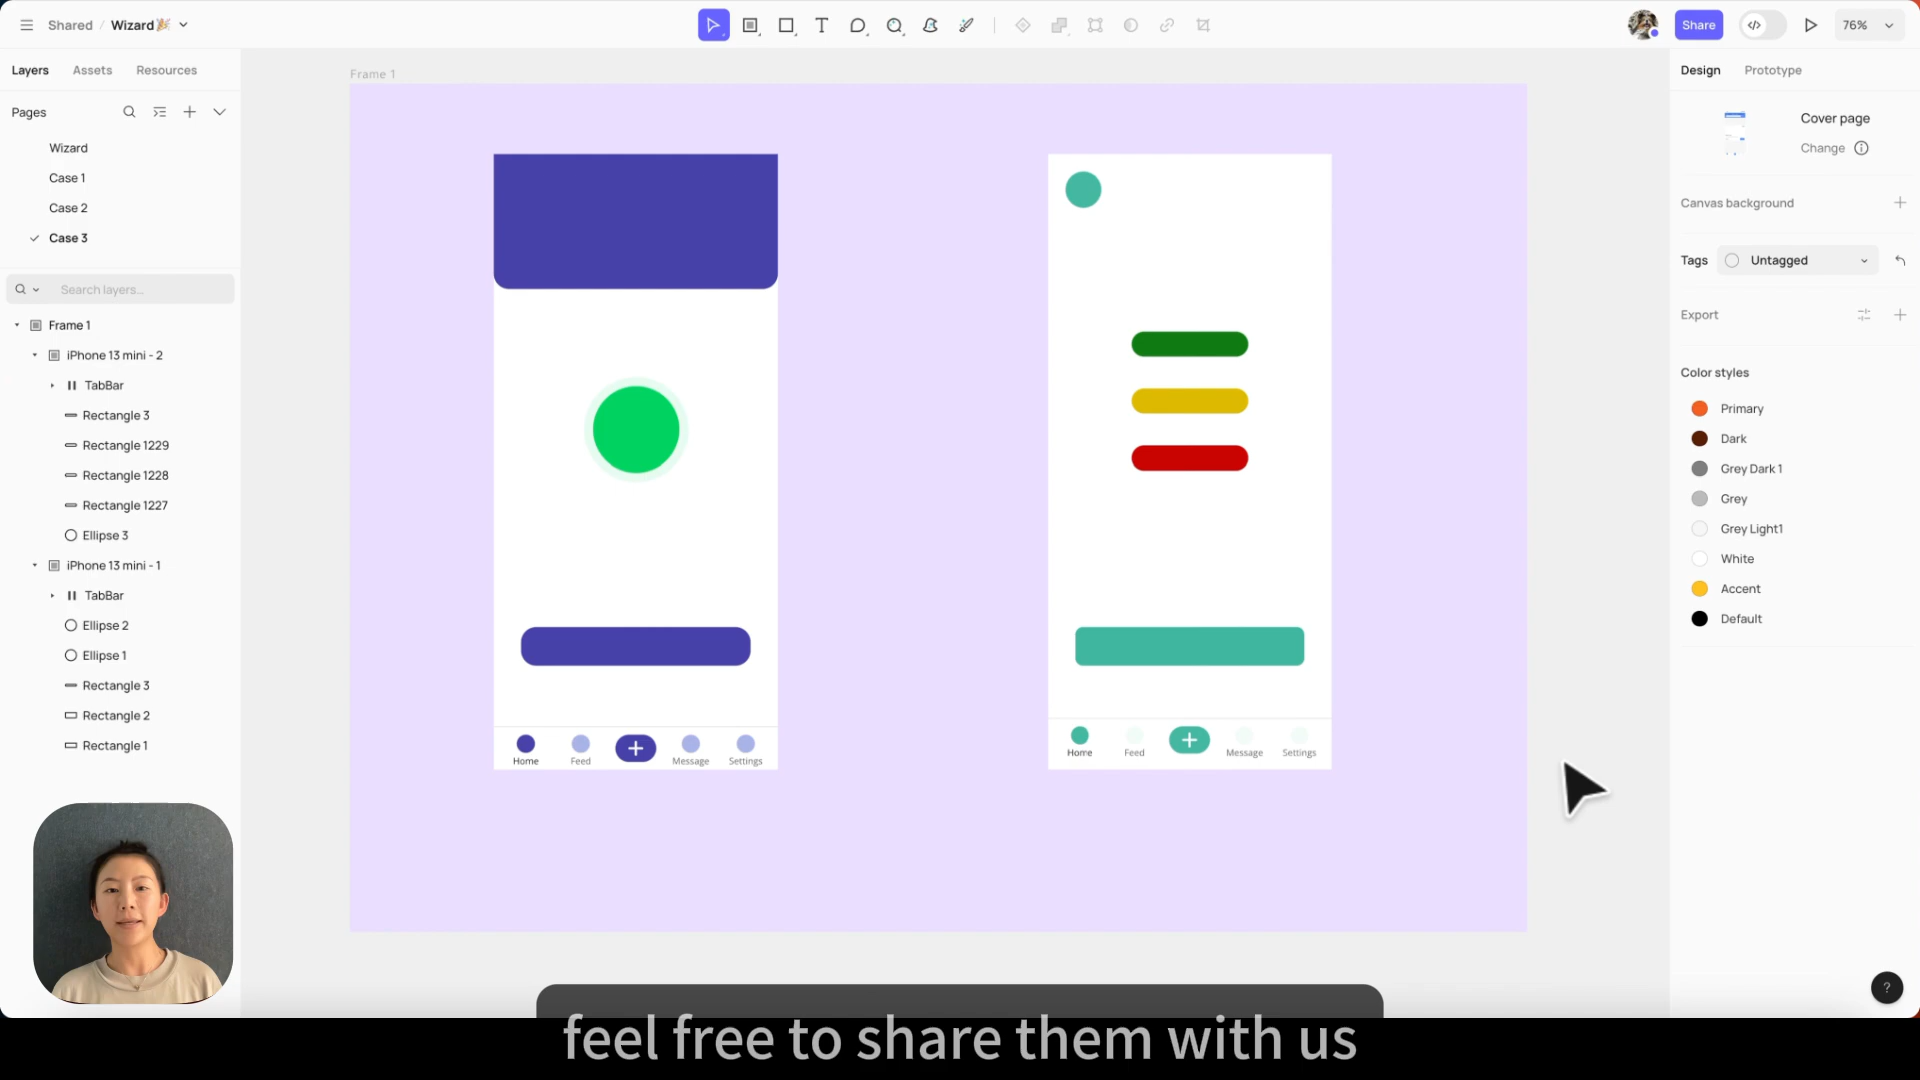 Shared / Wizard
Share
76%
Layers
Assets
Resources
Pages
Wizard
Case 1
Case 2
Case 3
Search layers...
Frame 1
iPhone 13 mini - 2
TabBar
Rectangle 3
Rectangle 1229
Rectangle 1228
Rectangle 1227
Ellipse 3
iPhone 13 mini - 1
TabBar
Ellipse 2
Ellipse 1
Rectangle 3
Rectangle 2
Rectangle 1
Frame 1
Home
Feed
Message
Settings
Home
Feed
Message
Settings
Design
Prototype
Cover page
Change
Canvas background
Tags
Untagged
Export
Color styles
Primary
Dark
Grey Dark 1
Grey
Grey Light1
White
Accent
Default
?
feel free to share them with us